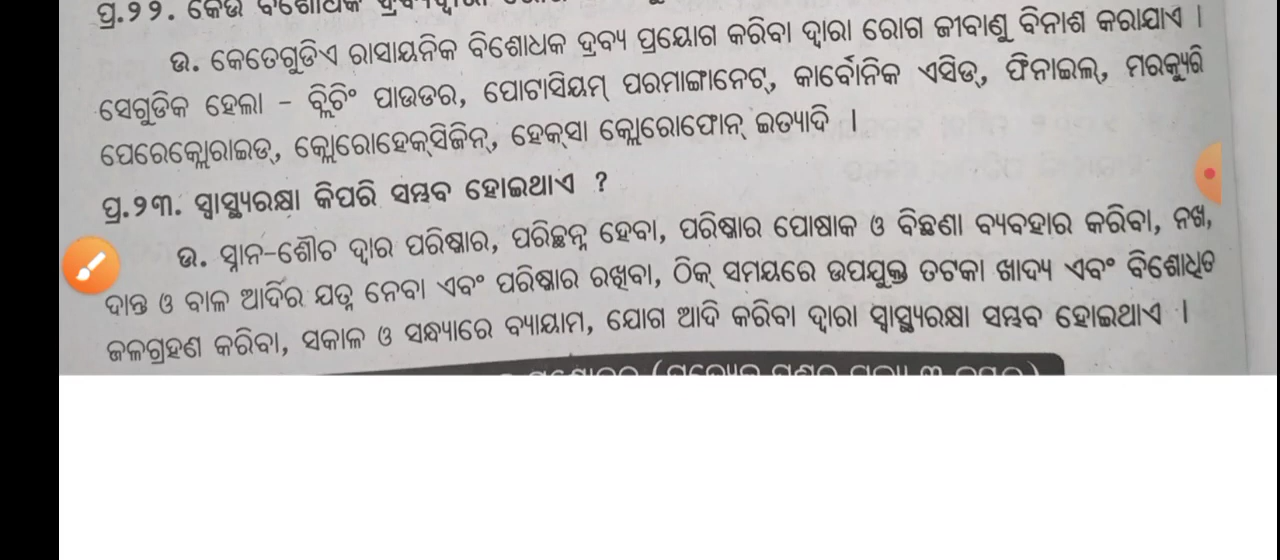 ପ୍ର.୨୨. କେଉଁ ବିଶୋଧକ
ଉ. କେତେଗୁଡିଏ ରାସାୟନିକ ବିଶୋଧକ ଦ୍ରବ୍ୟ ପ୍ରୟୋଗ କରିବା ଦ୍ୱାରା ରୋଗ ଜୀବାଣୁ ବିନାଶ କରାଯାଏ ।
ସେଗୁଡିକ ହେଲା – ବ୍ଲିଚିଂ ପାଉଡର, ପୋଟାସିୟମ୍ ପରମାଙ୍ଗାନେଟ୍, କାର୍ବୋନିକ ଏସିଡ୍, ଫିନାଇଲ୍, ମରକ୍ୟୁରି
ପେରେକ୍ଲୋରାଇଡ୍, କ୍ଲୋରୋହେକ୍‌ସିଜିନ୍, ହେକ୍‌ସା କ୍ଲୋରୋଫୋନ୍ ଇତ୍ୟାଦି ।
ପ୍ର.୨୩. ସ୍ୱାସ୍ଥ୍ୟରକ୍ଷା କିପରି ସମ୍ଭବ ହୋଇଥାଏ ?
ଉ. ସ୍ନାନ-ଶୌଚ ଦ୍ୱାର ପରିଷ୍କାର, ପରିଚ୍ଛନ୍ନ ହେବା, ପରିଷ୍କାର ପୋଷାକ ଓ ବିଛଣା ବ୍ୟବହାର କରିବା, ନଖ,
ଦାନ୍ତ ଓ ବାଳ ଆଦିର ଯତ୍ନ ନେବା ଏବଂ ପରିଷ୍କାର ରଖିବା, ଠିକ୍ ସମୟରେ ଉପଯୁକ୍ତ ତଟକା ଖାଦ୍ୟ ଏବଂ ବିଶୋଧିତ
ଜଳଗ୍ରହଣ କରିବା, ସକାଳ ଓ ସନ୍ଧ୍ୟାରେ ବ୍ୟାୟାମ, ଯୋଗ ଆଦି କରିବା ଦ୍ୱାରା ସ୍ୱାସ୍ଥ୍ୟରକ୍ଷା ସମ୍ଭବ ହୋଇଥାଏ ।